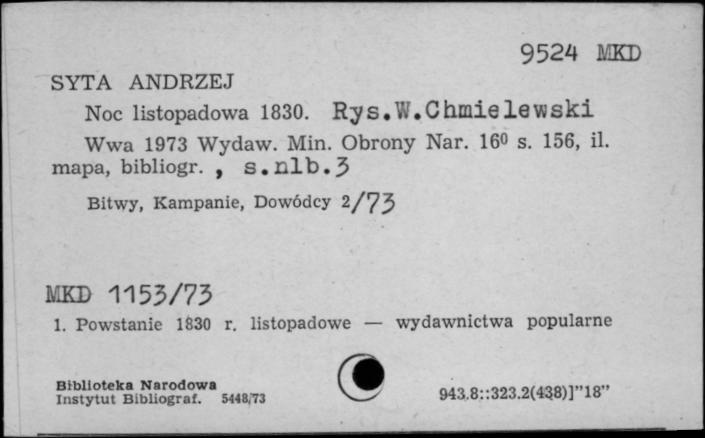 9524 MKD
SYTA ANDRZEJ
Noc listopadowa 1830. Rys.W.Chmielewski
Wwa 1973 Wydaw. Min. Obrony Nar. 16⁰ s. 156, il.
mapa, bibliogr. , s.nlb.3
Bitwy, Kampanie, Dowódcy 2/73
MKD 1153/73
1. Powstanie 1830 r. listopadowe — wydawnictwa popularne
Biblioteka Narodowa
Instytut Bibliograf. 5448/73
943.8::323.2(438)]"18"